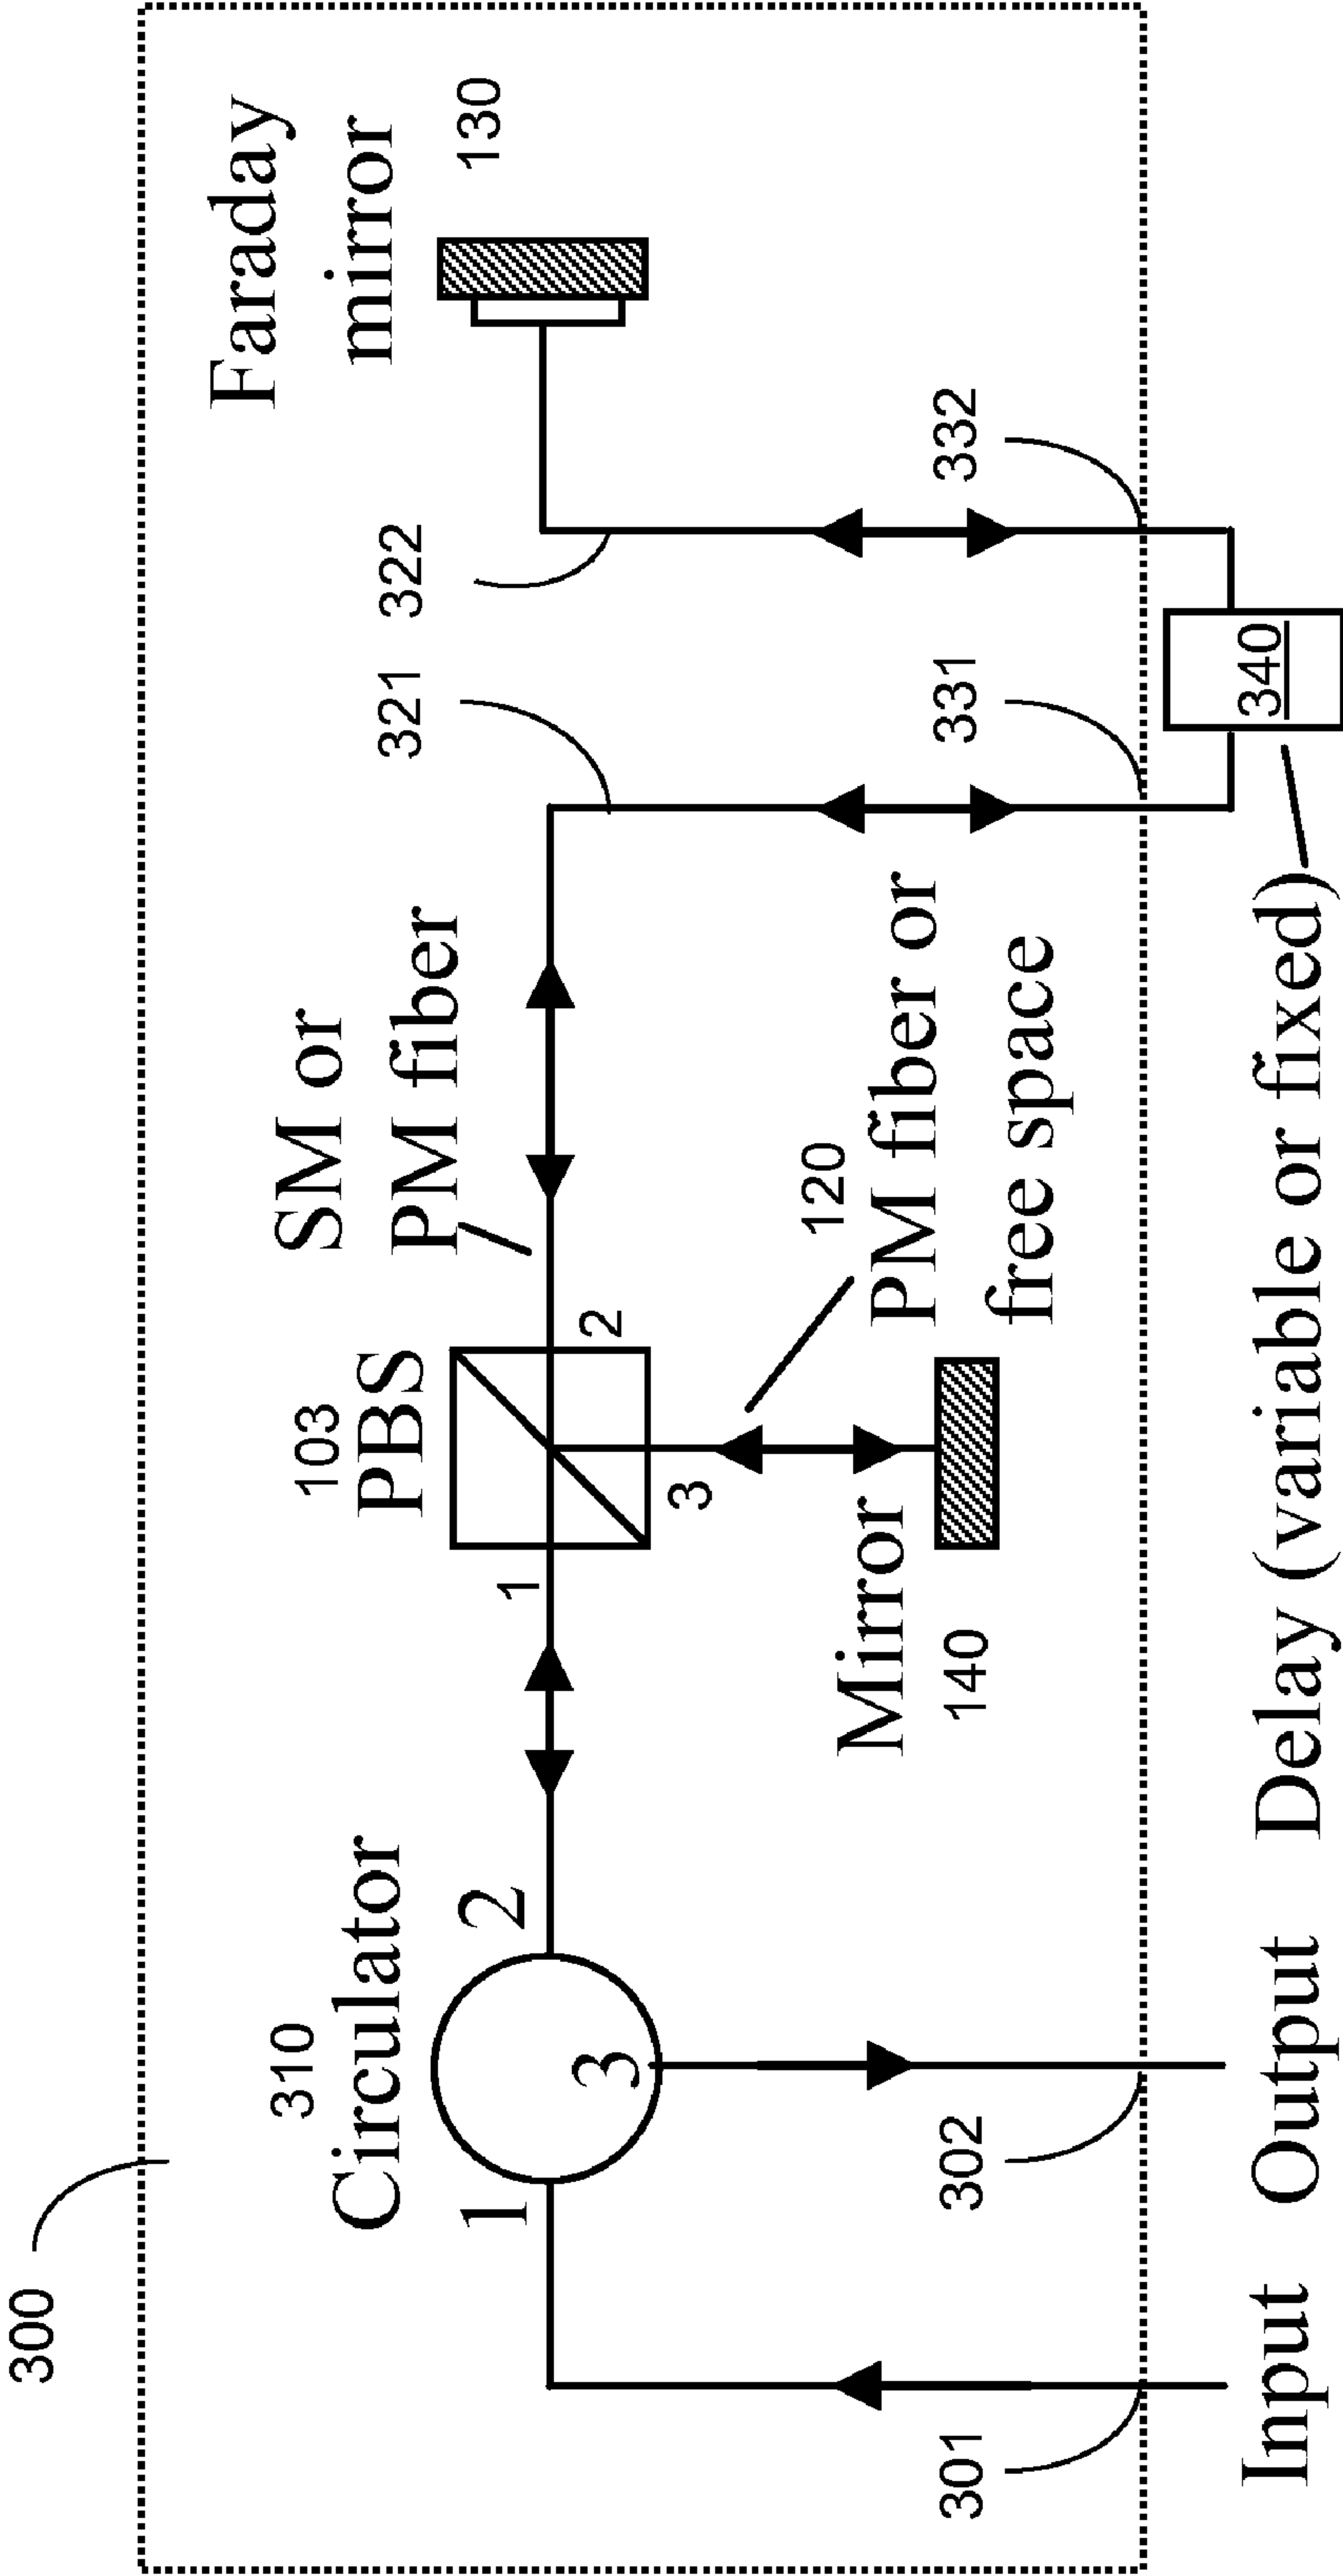 300
310
Circulator
1
2
3
103
PBS
1
2
3
SM or
PM fiber
Faraday
mirror
130
321
322
120
PM fiber or
free space
Mirror
140
301
302
331
332
340
Input
Output
Delay (variable or fixed)